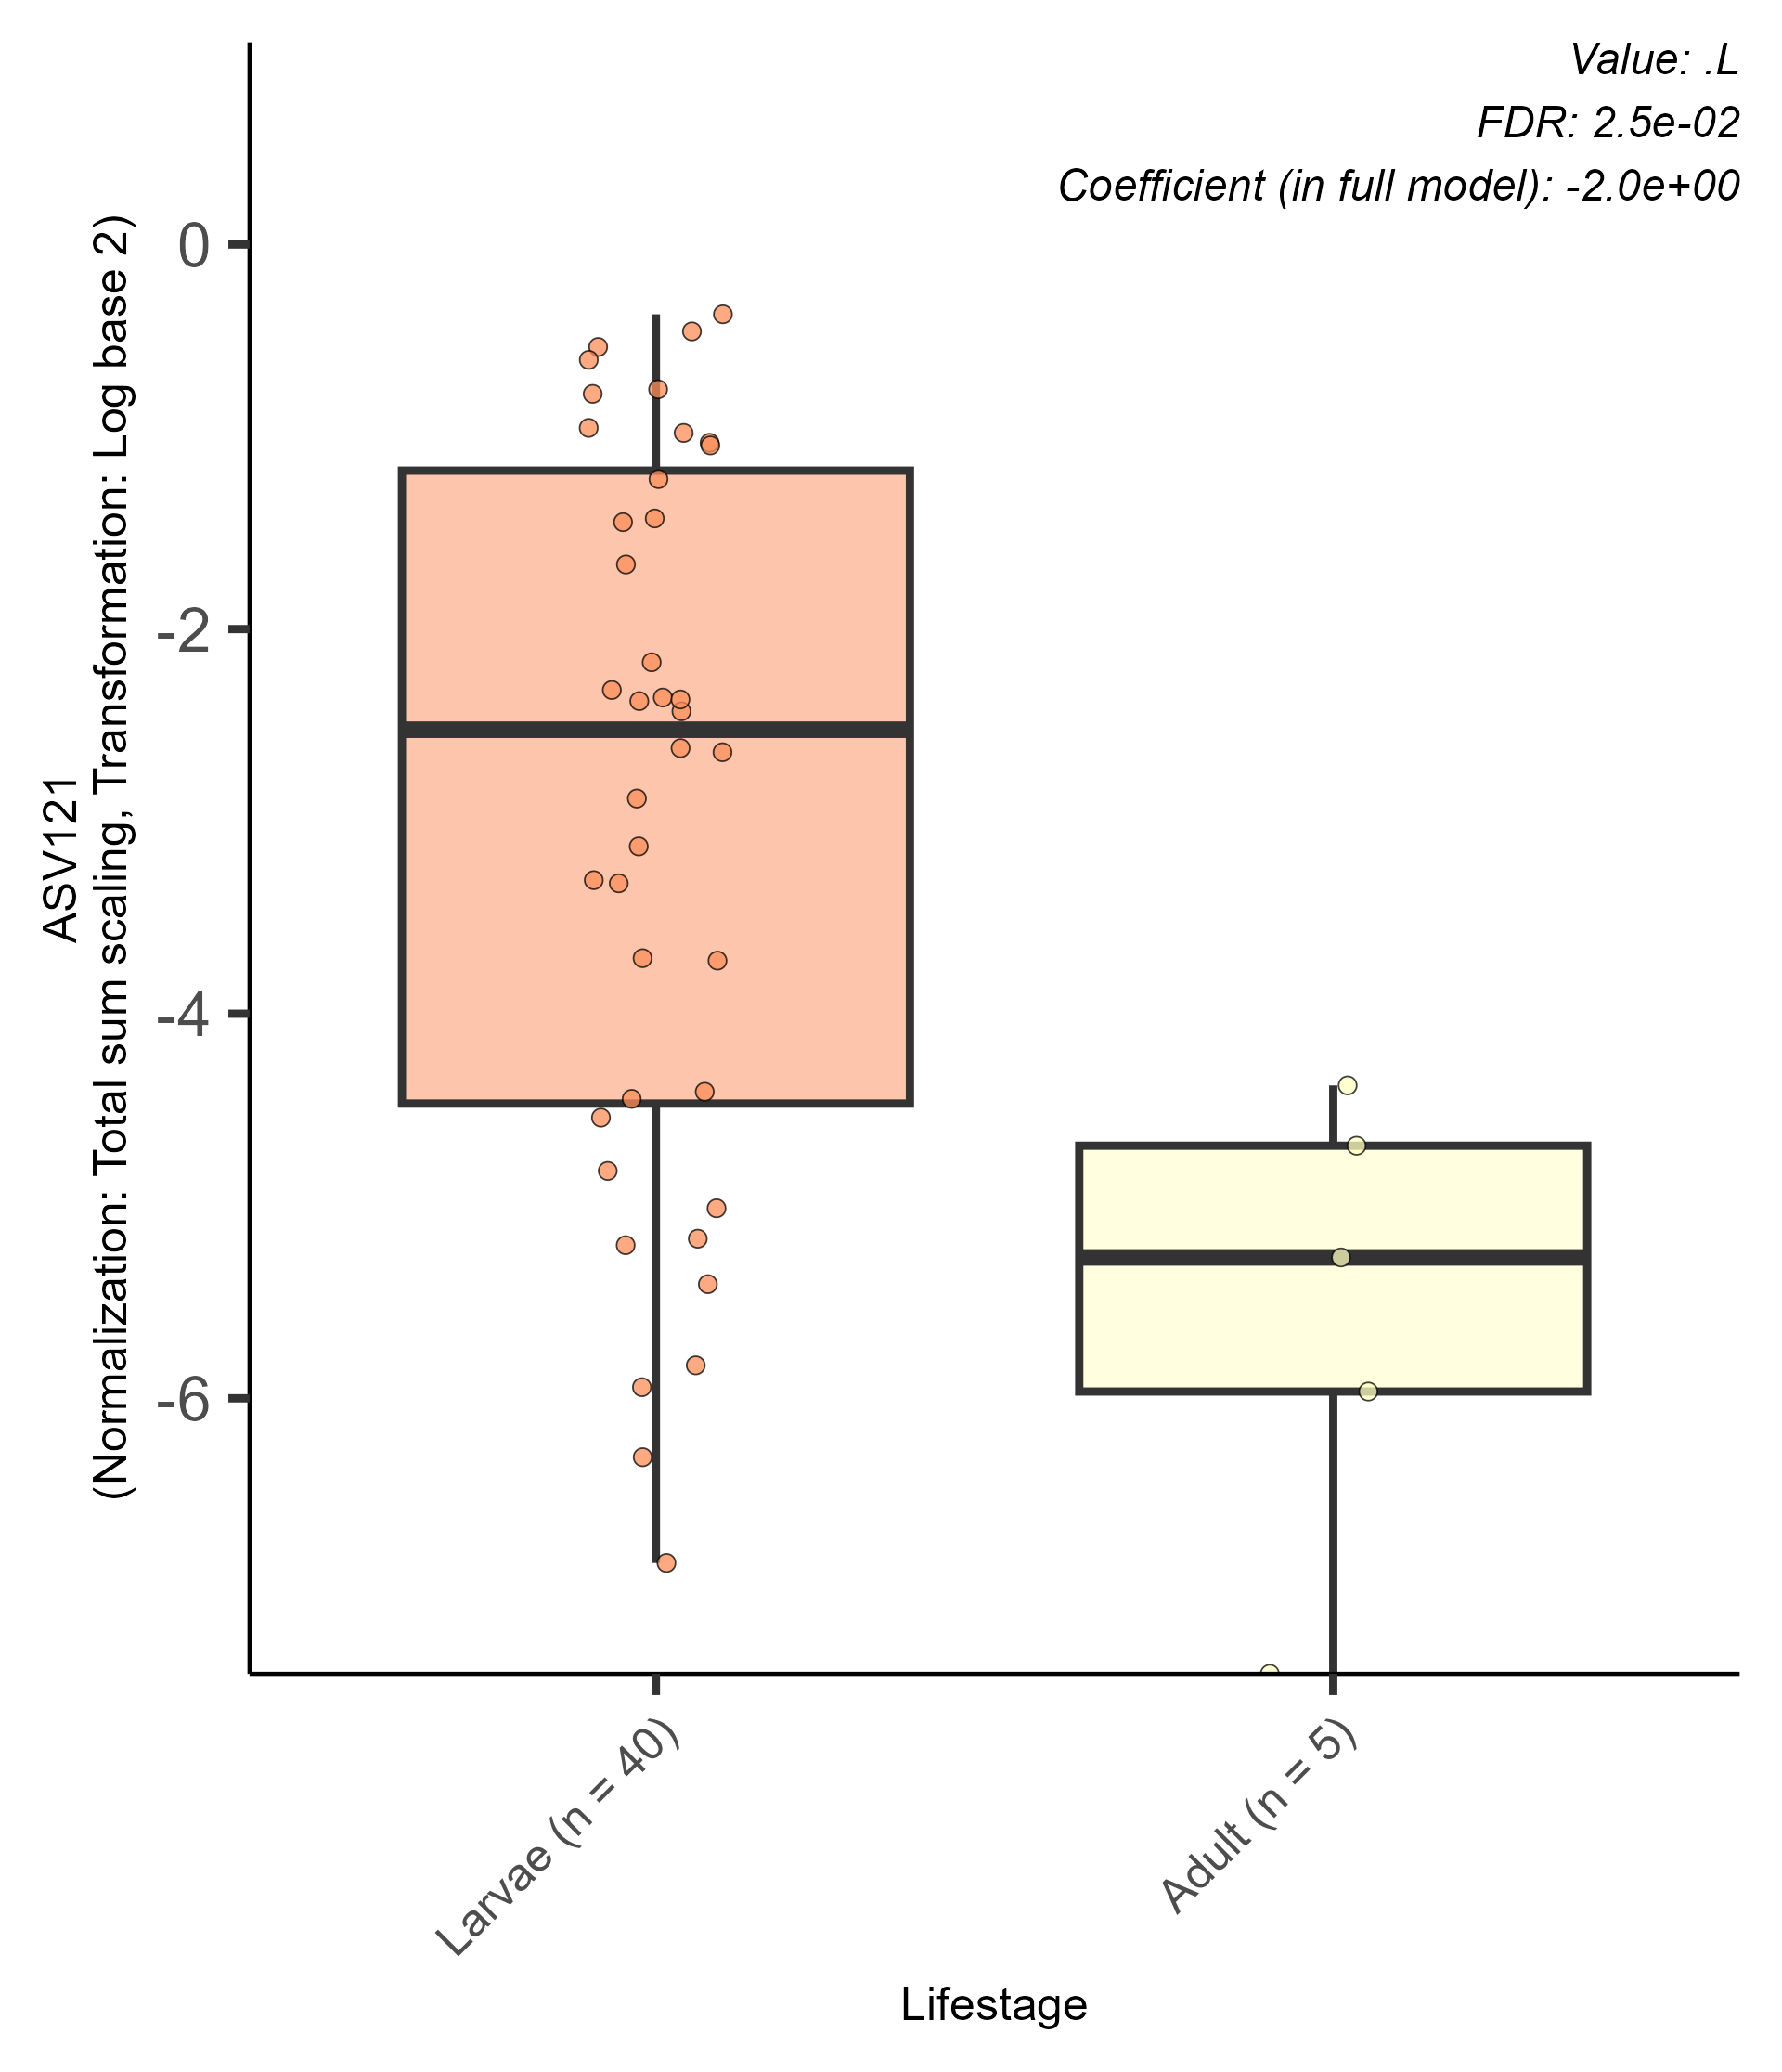 Value: .L
FDR: 2.5e-02
Coefficient (in full model): -2.0e+00
ASV121
(Normalization: Total sum scaling, Transformation: Log base 2)
0
-2
-4
-6
Larvae (n = 40)
Adult (n = 5)
Lifestage